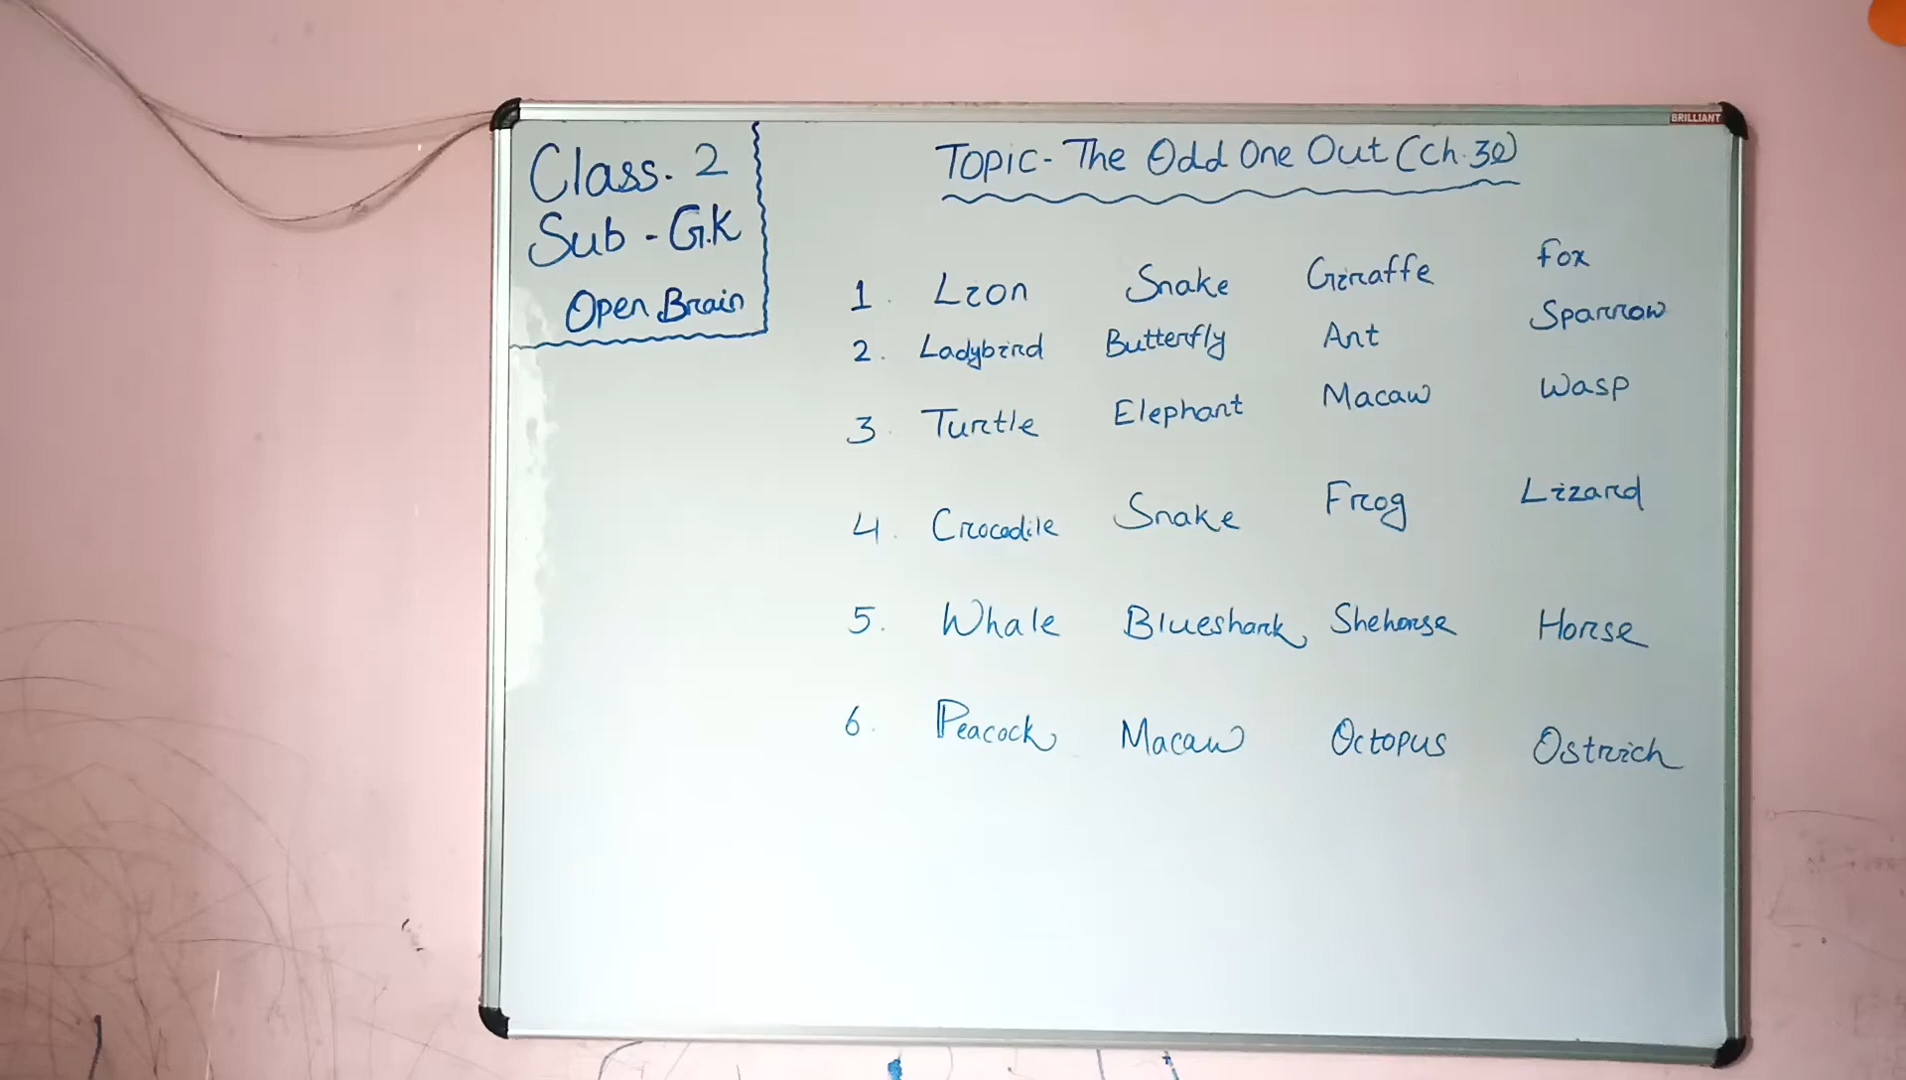 BRILLIANT
Class. 2
Sub - G.K
Open Brain
Topic - The Odd One Out (Ch. 30)
1. Lion Snake Giraffe Fox
2. Ladybird Butterfly Ant Sparrow
3. Turtle Elephant Macaw Wasp
4. Crocodile Snake Frog Lizard
5. Whale Blueshark Shehorse Horse
6. Peacock Macaw Octopus Ostrich